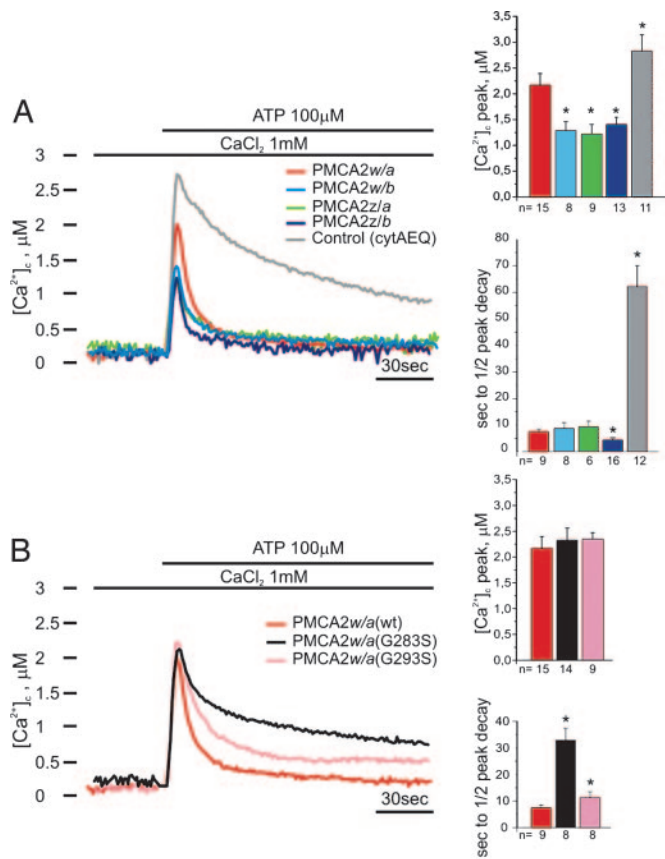 A
ATP 100µM
CaCl₂ 1mM
[Ca²⁺]c, µM
3
2.5
2
1.5
1
0.5
0
PMCA2w/a
PMCA2w/b
PMCA2z/a
PMCA2z/b
Control (cytAEQ)
30sec
[Ca²⁺]c peak, µM
3,5
3,0
2,5
2,0
1,5
1,0
0,5
0,0
* * * *
n= 15 8 9 13 11
sec to 1/2 peak decay
80
70
60
50
40
30
20
10
0
* *
n= 9 8 6 16 12
B
ATP 100µM
CaCl₂ 1mM
[Ca²⁺]c, µM
3
2.5
2
1.5
1
0.5
0
PMCA2w/a(wt)
PMCA2w/a(G283S)
PMCA2w/a(G293S)
30sec
[Ca²⁺]c peak, µM
3,5
3,0
2,5
2,0
1,5
1,0
0,5
0,0
n= 15 14 9
sec to 1/2 peak decay
40
30
20
10
0
* *
n= 9 8 8